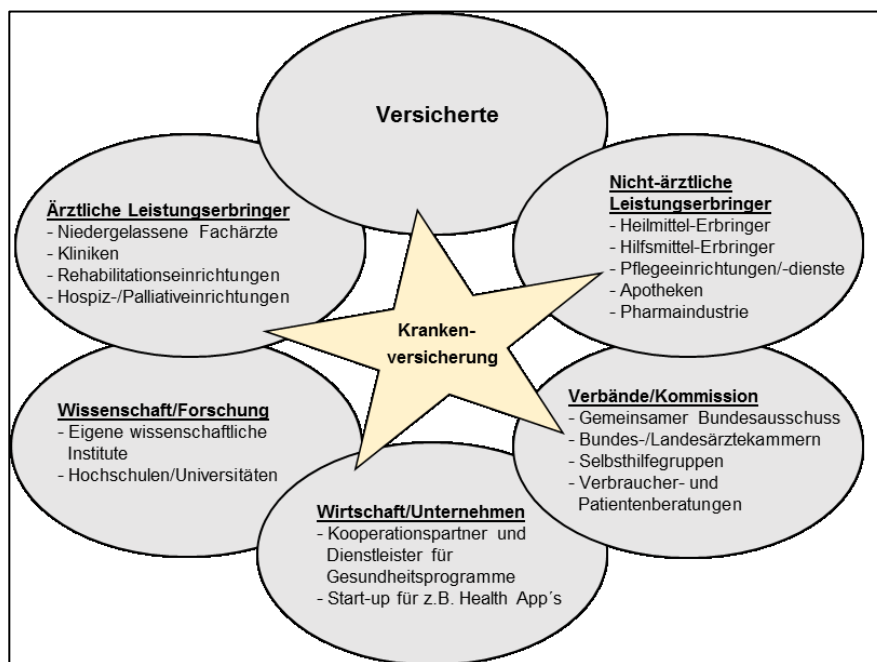 Versicherte
Ärztliche Leistungserbringer
- Niedergelassene Fachärzte
- Kliniken
- Rehabilitationseinrichtungen
- Hospiz-/Palliativeinrichtungen
Nicht-ärztliche
Leistungserbringer
- Heilmittel-Erbringer
- Hilfsmittel-Erbringer
- Pflegeeinrichtungen/-dienste
- Apotheken
- Pharmaindustrie
Kranken-
versicherung
Wissenschaft/Forschung
- Eigene wissenschaftliche
Institute
- Hochschulen/Universitäten
Verbände/Kommission
- Gemeinsamer Bundesausschuss
- Bundes-/Landesärztekammern
- Selbsthilfegruppen
- Verbraucher- und
Patientenberatungen
Wirtschaft/Unternehmen
- Kooperationspartner und
Dienstleister für
Gesundheitsprogramme
- Start-up für z.B. Health App´s